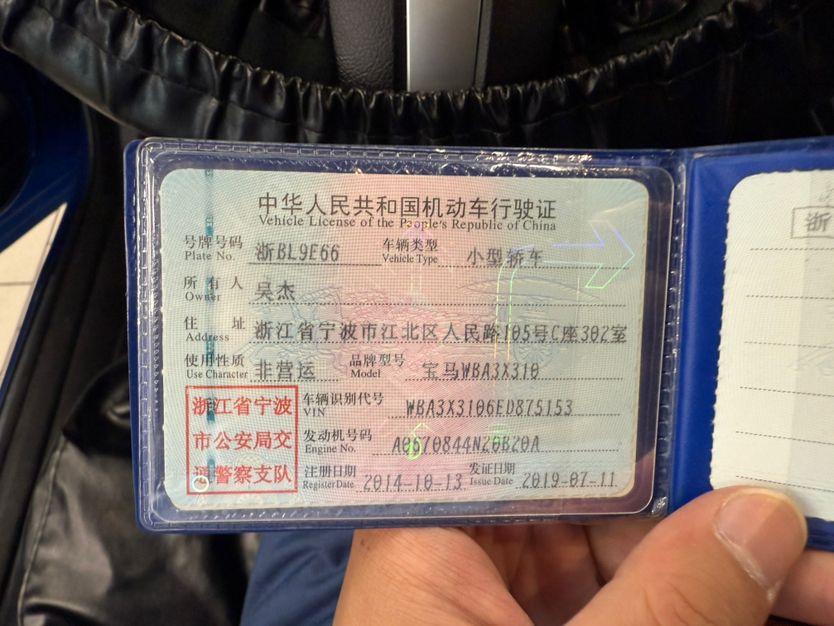 中华人民共和国机动车行驶证
Vehicle License of the People's Republic of China
号牌号码 浙BL9E66 车辆类型 小型轿车
Plate No. Vehicle Type
所有人 吴杰
Owner
住址 浙江省宁波市江北区人民路105号C座302室
Address
使用性质 非营运 品牌型号 宝马WBA3X310
Use Character Model
浙江省宁波
市公安局交
通警察支队
车辆识别代号 WBA3X3106ED875153
VIN
发动机号码 A0670844N20B20A
Engine No.
注册日期 2014-10-13 发证日期 2019-07-11
Register Date Issue Date
浙